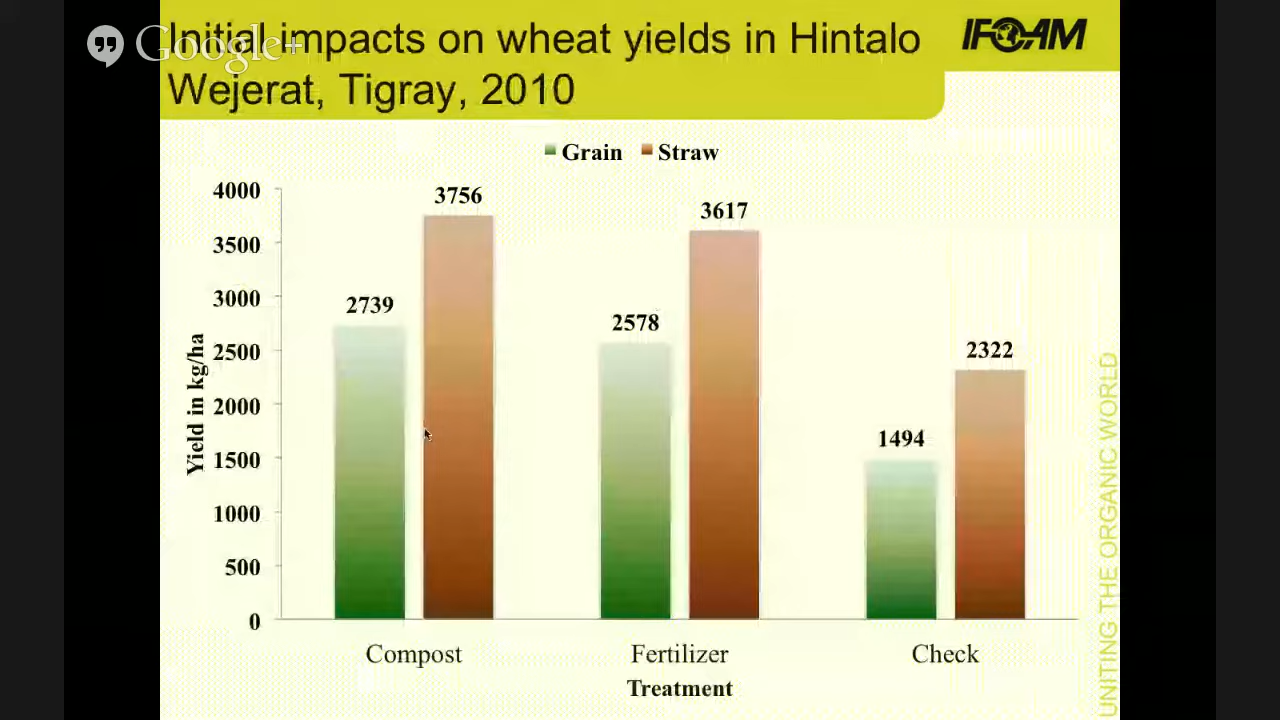 Google+
Initial impacts on wheat yields in Hintalo
Wejerat, Tigray, 2010
IFOAM
Grain Straw
4000
3500
3000
2500
2000
1500
1000
500
0
Yield in kg/ha
2739
3756
2578
3617
1494
2322
Compost Fertilizer Check
Treatment
UNITING THE ORGANIC WORLD